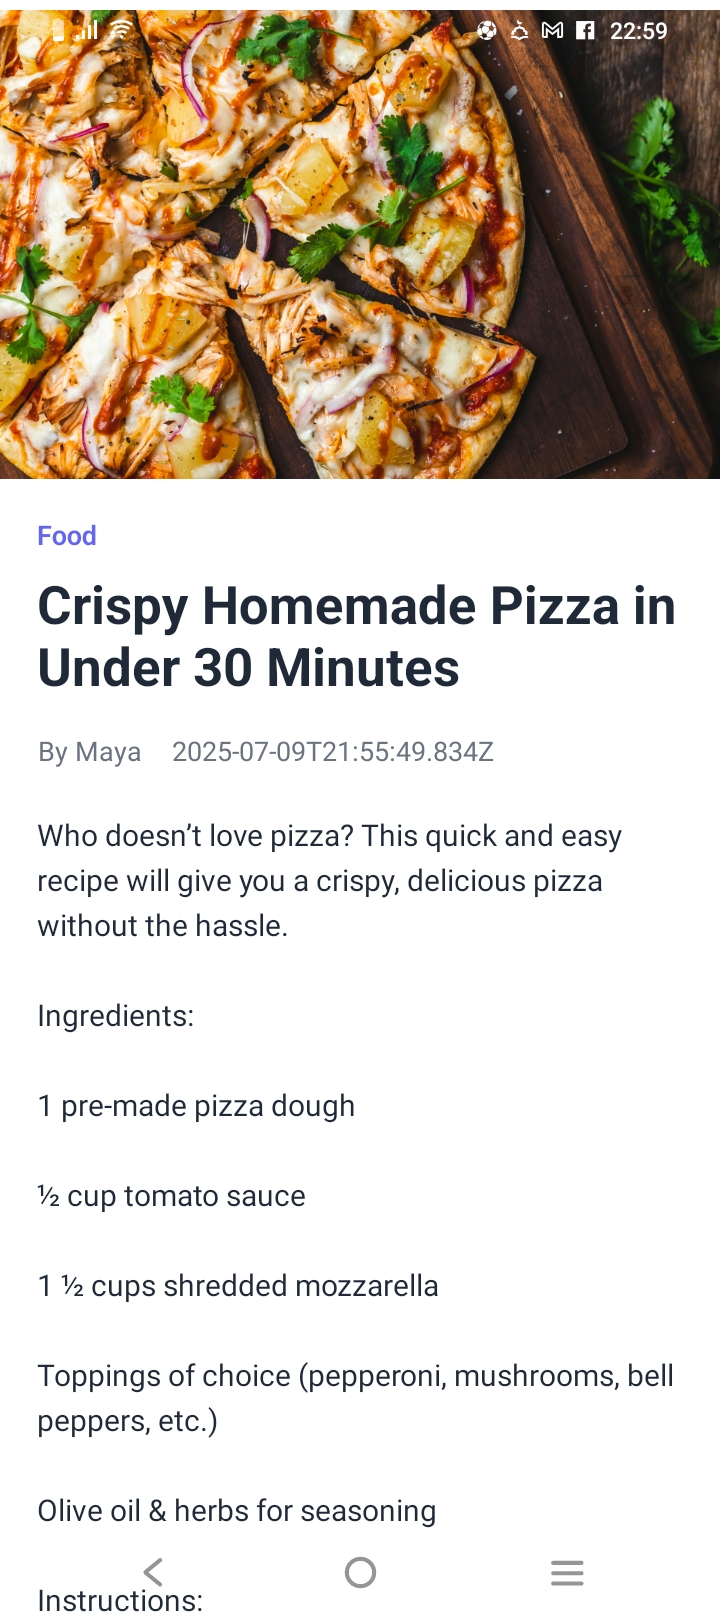 22:59
Food
Crispy Homemade Pizza in
Under 30 Minutes
By Maya 2025-07-09T21:55:49.834Z
Who doesn’t love pizza? This quick and easy
recipe will give you a crispy, delicious pizza
without the hassle.
Ingredients:
1 pre-made pizza dough
½ cup tomato sauce
1 ½ cups shredded mozzarella
Toppings of choice (pepperoni, mushrooms, bell
peppers, etc.)
Olive oil & herbs for seasoning
Instructions: